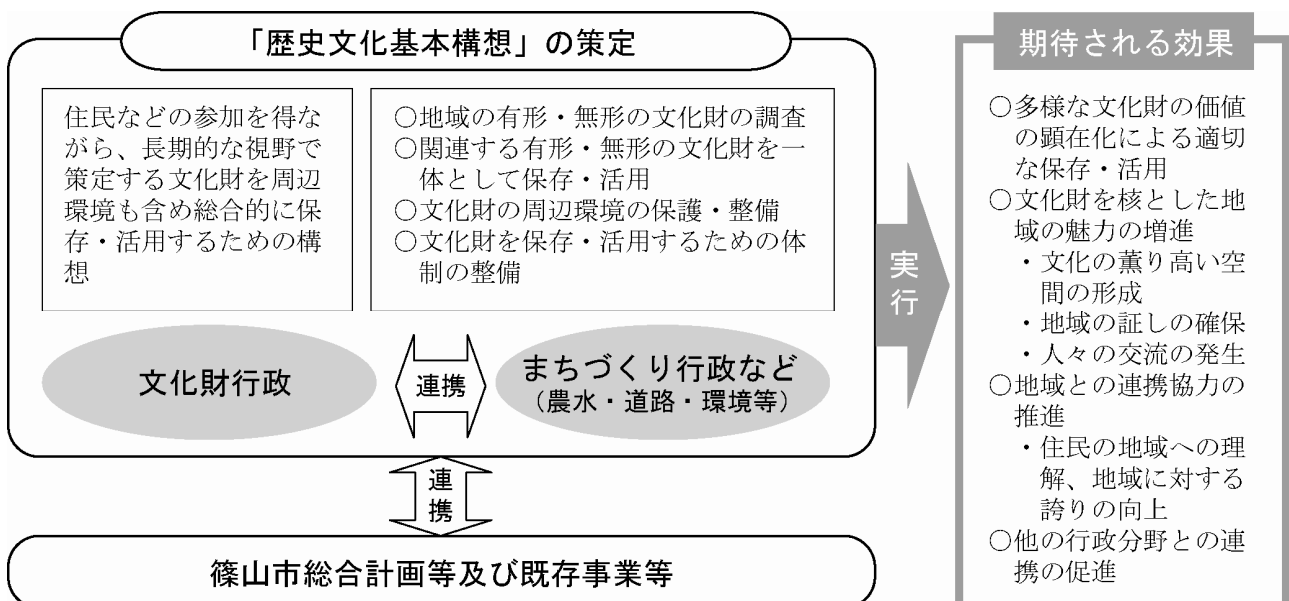 「歴史文化基本構想」の策定
住民などの参加を得な
がら、長期的な視野で
策定する文化財を周辺
環境も含め総合的に保
存・活用するための構
想
○地域の有形・無形の文化財の調査
○関連する有形・無形の文化財を一
体として保存・活用
○文化財の周辺環境の保護・整備
○文化財を保存・活用するための体
制の整備
文化財行政
連携
まちづくり行政など
（農水・道路・環境等）
連
携
篠山市総合計画等及び既存事業等
実
行
期待される効果
○多様な文化財の価値
の顕在化による適切
な保存・活用
○文化財を核とした地
域の魅力の増進
・文化の薫り高い空
間の形成
・地域の証しの確保
・人々の交流の発生
○地域との連携協力の
推進
・住民の地域への理
解、地域に対する
誇りの向上
○他の行政分野との連
携の促進